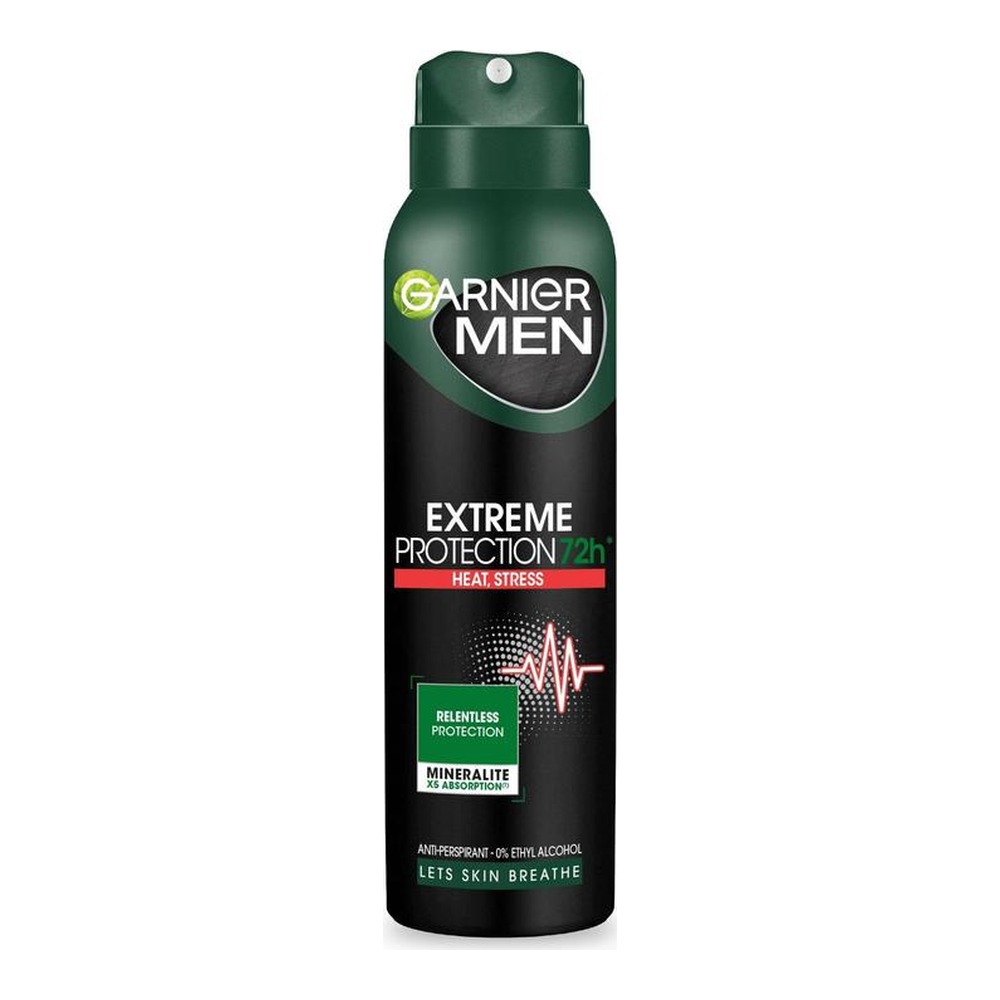 GARNIER
MEN
EXTREME
PROTECTION 72h*
HEAT, STRESS
RELENTLESS
PROTECTION
MINERALITE
X5 ABSORPTION(1)
ANTI-PERSPIRANT - 0% ETHYL ALCOHOL
LETS SKIN BREATHE